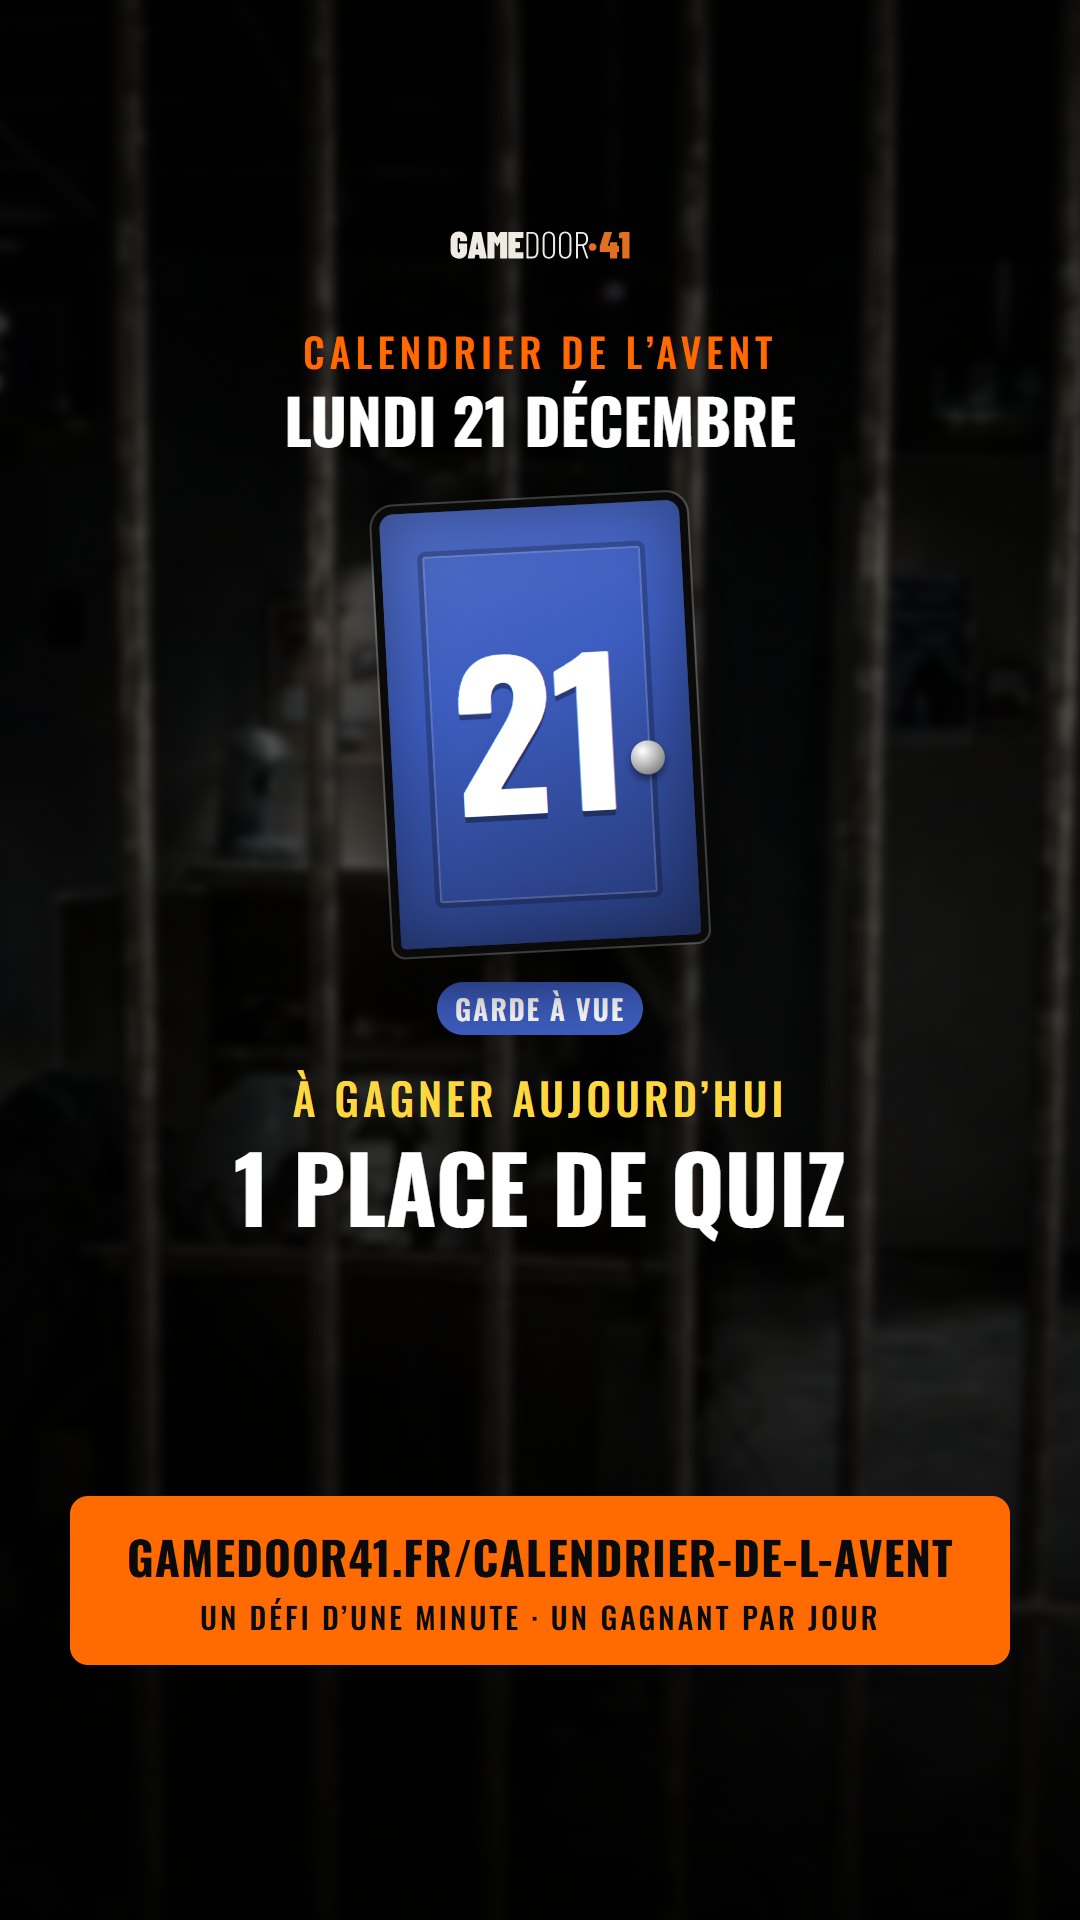 GAMEDOOR·41
CALENDRIER DE L’AVENT
LUNDI 21 DÉCEMBRE
21
GARDE À VUE
À GAGNER AUJOURD’HUI
1 PLACE DE QUIZ
GAMEDOOR41.FR/CALENDRIER-DE-L-AVENT
UN DÉFI D’UNE MINUTE · UN GAGNANT PAR JOUR